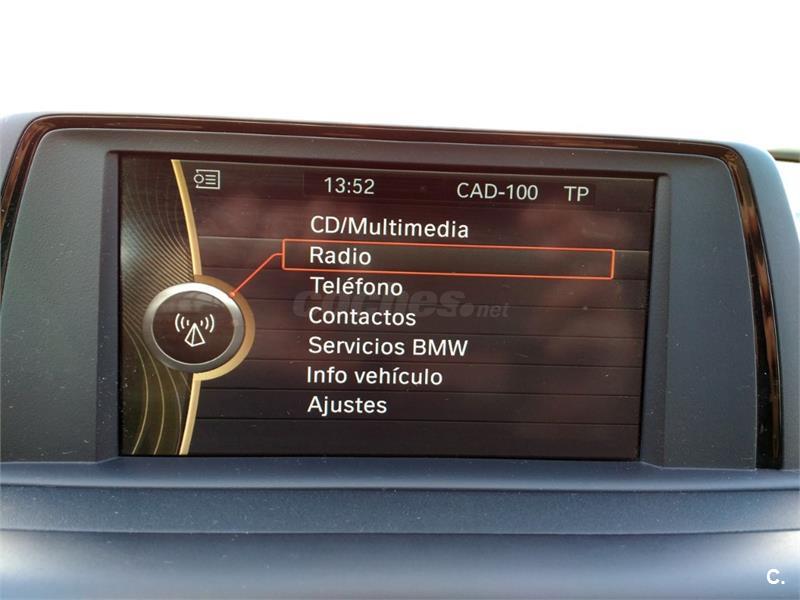 13:52 CAD-100 TP
CD/Multimedia
Radio
Teléfono
coches.net
Contactos
Servicios BMW
Info vehículo
Ajustes
C.